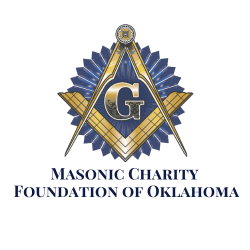 G
MASONIC CHARITY
FOUNDATION OF OKLAHOMA